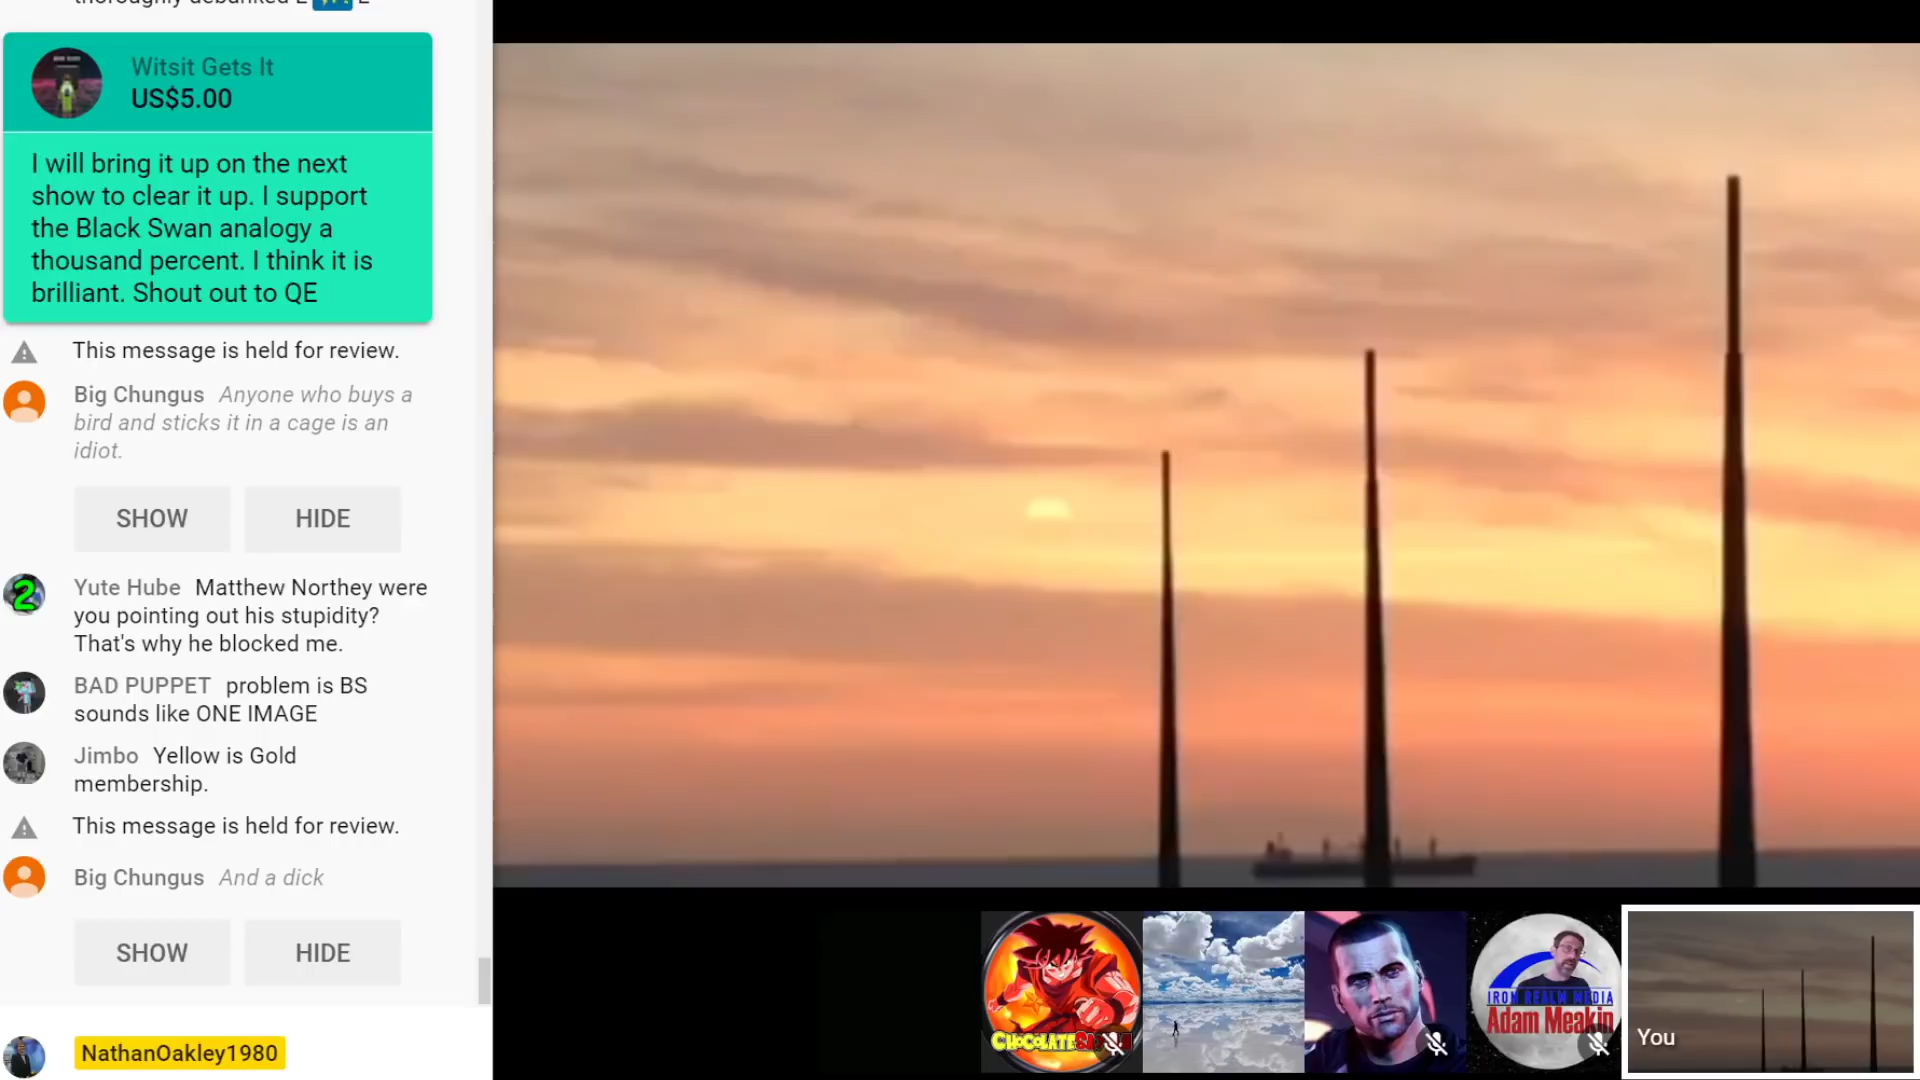 thoroughly debunked
Witsit Gets It
US$5.00
I will bring it up on the next
show to clear it up. I support
the Black Swan analogy a
thousand percent. I think it is
brilliant. Shout out to QE
This message is held for review.
Big Chungus Anyone who buys a
bird and sticks it in a cage is an
idiot.
SHOW HIDE
Yute Hube Matthew Northey were
you pointing out his stupidity?
That's why he blocked me.
BAD PUPPET problem is BS
sounds like ONE IMAGE
Jimbo Yellow is Gold
membership.
This message is held for review.
Big Chungus And a dick
SHOW HIDE
NathanOakley1980
IRON REALM MEDIA
Adam Meakin
You